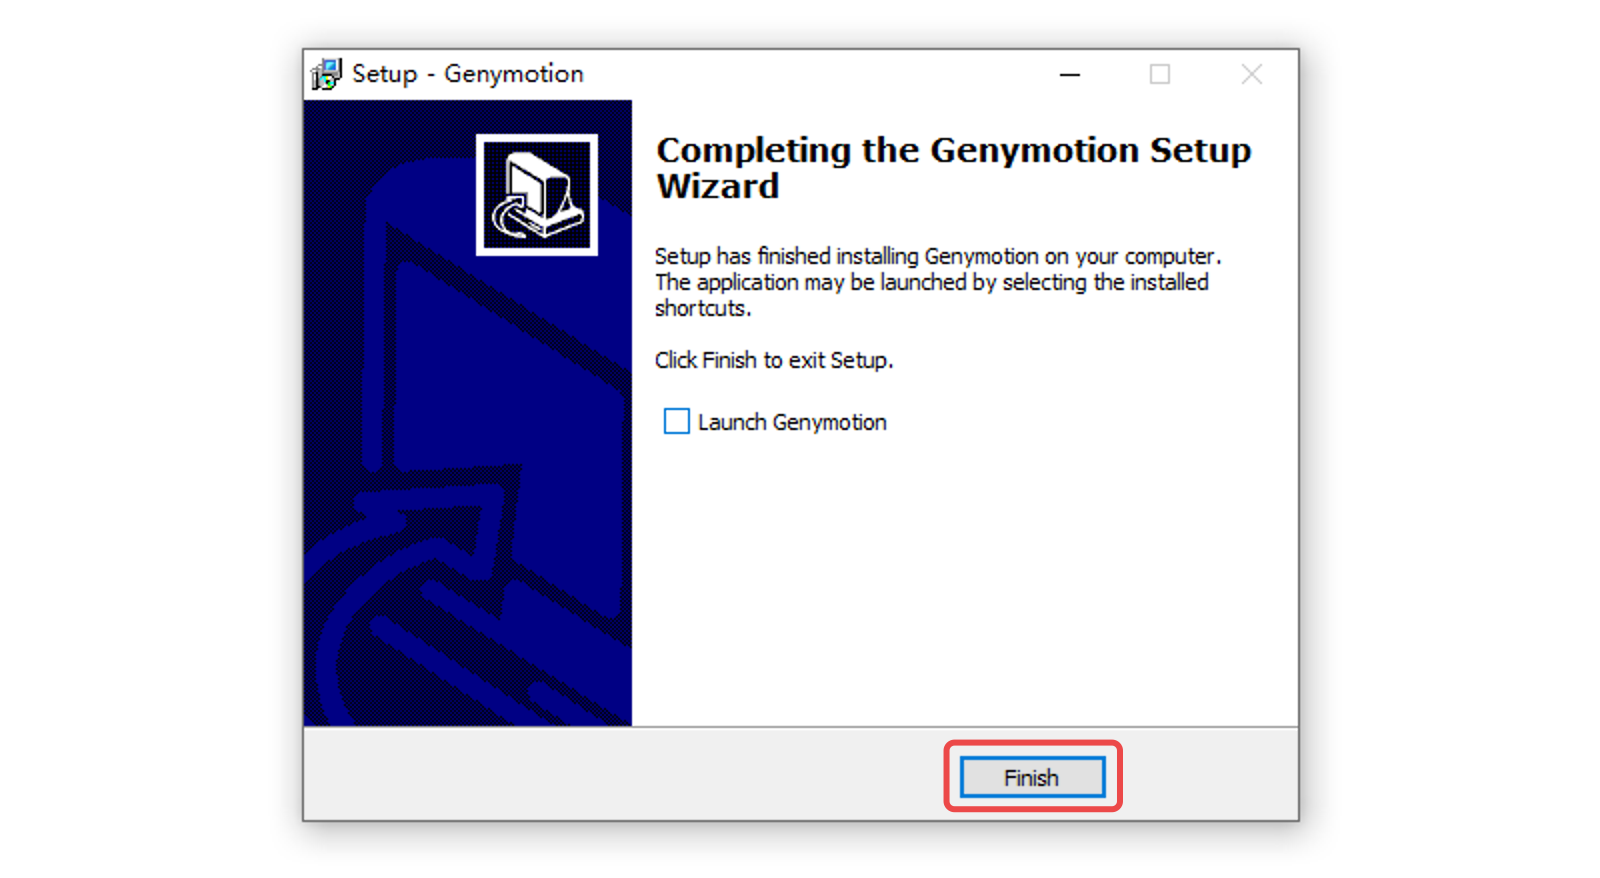 Setup - Genymotion
Completing the Genymotion Setup
Wizard
Setup has finished installing Genymotion on your computer.
The application may be launched by selecting the installed
shortcuts.
Click Finish to exit Setup.
Launch Genymotion
Finish